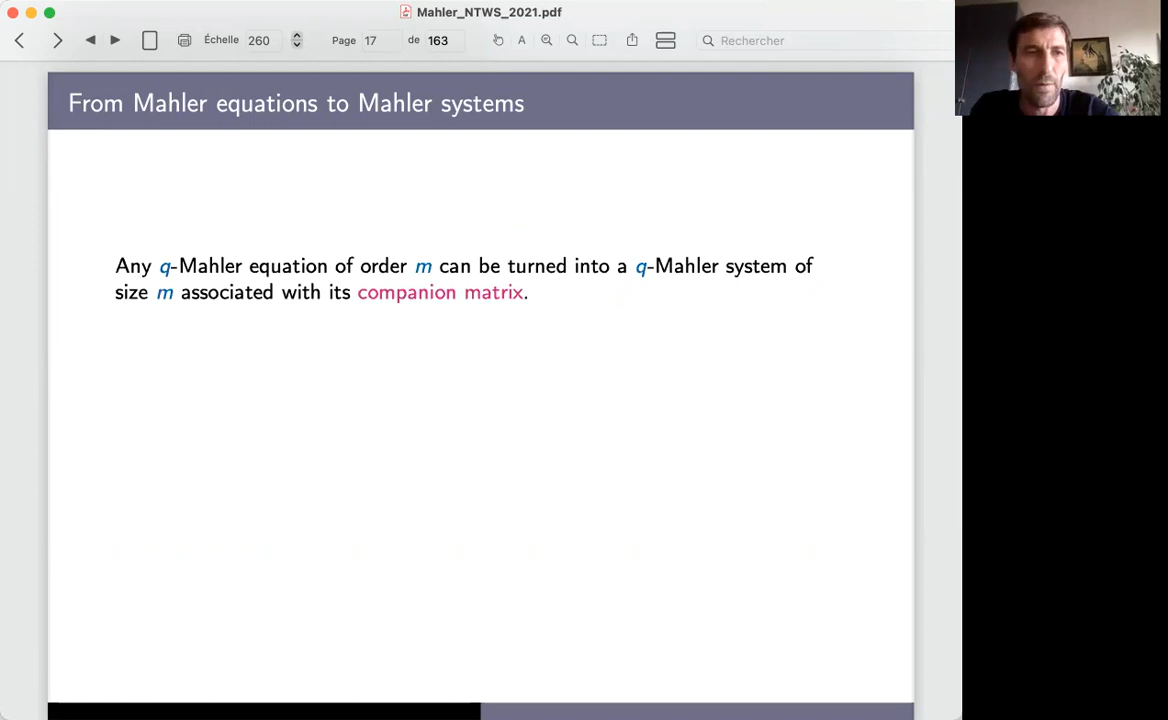 Mahler_NTWS_2021.pdf
Échelle 260 Page 17 de 163 A Rechercher
From Mahler equations to Mahler systems
Any q-Mahler equation of order m can be turned into a q-Mahler system of
size m associated with its companion matrix.